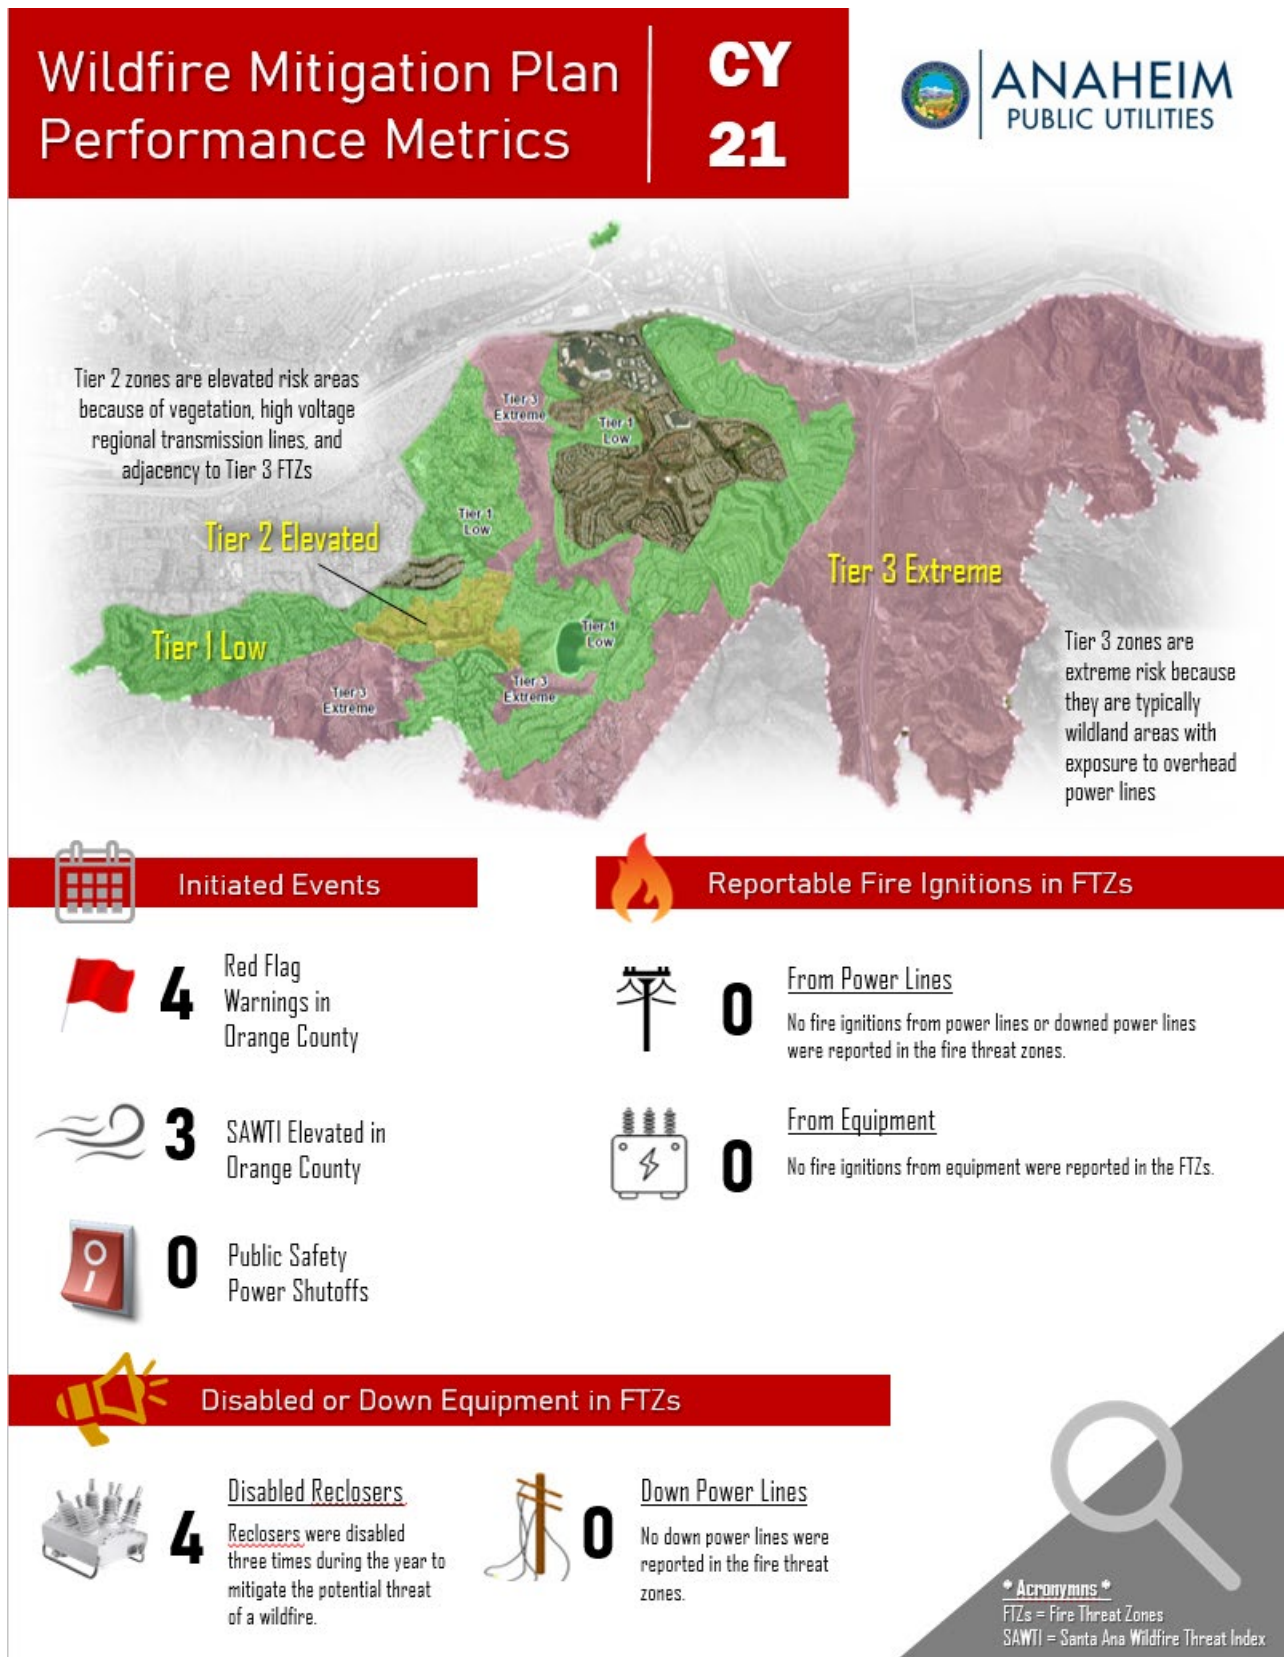 Wildfire Mitigation Plan
Performance Metrics
CY
21
ANAHEIM
PUBLIC UTILITIES
Tier 2 zones are elevated risk areas
because of vegetation, high voltage
regional transmission lines, and
adjacency to Tier 3 FTZs
Tier 3
Extreme
Tier 1
Low
Tier 1
Low
Tier 2 Elevated
Tier 3 Extreme
Tier 1 Low
Tier 1
Low
Tier 3
Extreme
Tier 3
Extreme
Tier 3 zones are
extreme risk because
they are typically
wildland areas with
exposure to overhead
power lines
Initiated Events
4
Red Flag
Warnings in
Orange County
3
SAWTI Elevated in
Orange County
0
Public Safety
Power Shutoffs
Reportable Fire Ignitions in FTZs
0
From Power Lines
No fire ignitions from power lines or downed power lines
were reported in the fire threat zones.
0
From Equipment
No fire ignitions from equipment were reported in the FTZs.
Disabled or Down Equipment in FTZs
4
Disabled Reclosers
Reclosers were disabled
three times during the year to
mitigate the potential threat
of a wildfire.
0
Down Power Lines
No down power lines were
reported in the fire threat
zones.
* Acronymns *
FTZs = Fire Threat Zones
SAWTI = Santa Ana Wildfire Threat Index